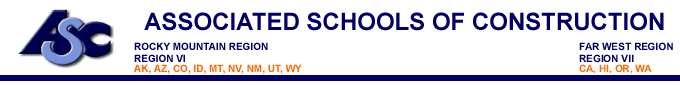 ASC
ASSOCIATED SCHOOLS OF CONSTRUCTION
ROCKY MOUNTAIN REGION
REGION VI
AK, AZ, CO, ID, MT, NV, NM, UT, WY
FAR WEST REGION
REGION VII
CA, HI, OR, WA